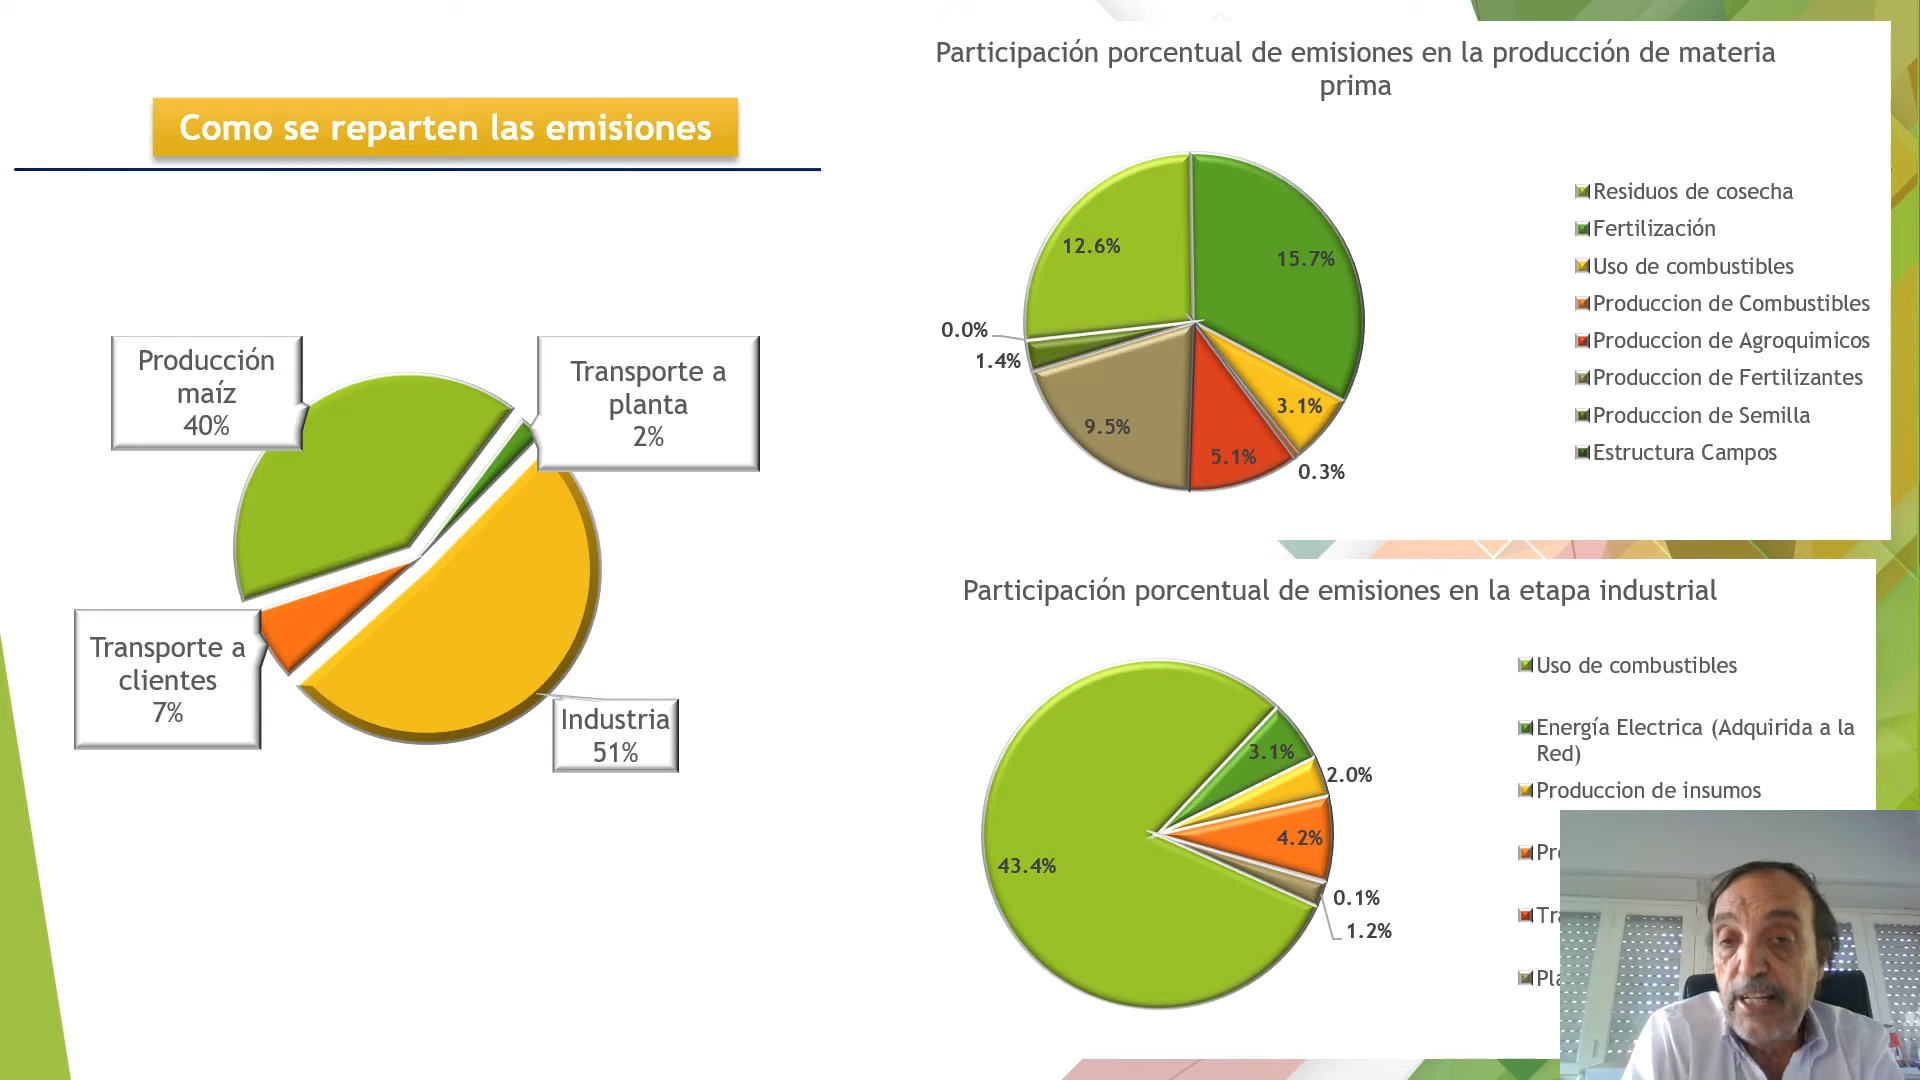 Como se reparten las emisiones
Producción
maíz
40%
Transporte a
planta
2%
Transporte a
clientes
7%
Industria
51%
Participación porcentual de emisiones en la producción de materia
prima
12.6%
15.7%
0.0%
1.4%
9.5%
5.1%
3.1%
0.3%
Residuos de cosecha
Fertilización
Uso de combustibles
Produccion de Combustibles
Produccion de Agroquimicos
Produccion de Fertilizantes
Produccion de Semilla
Estructura Campos
Participación porcentual de emisiones en la etapa industrial
3.1%
2.0%
4.2%
43.4%
0.1%
1.2%
Uso de combustibles
Energía Electrica (Adquirida a la
Red)
Produccion de insumos